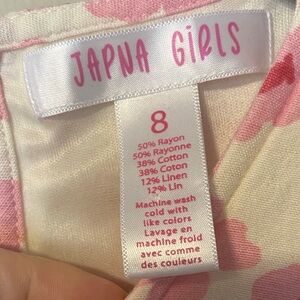 JAPNA GiRLS
8
50% Rayon
50% Rayonne
38% Cotton
38% Coton
12% Linen
12% Lin
Machine wash
cold with
like colors
Lavage en
machine froid
avec comme
des couleurs